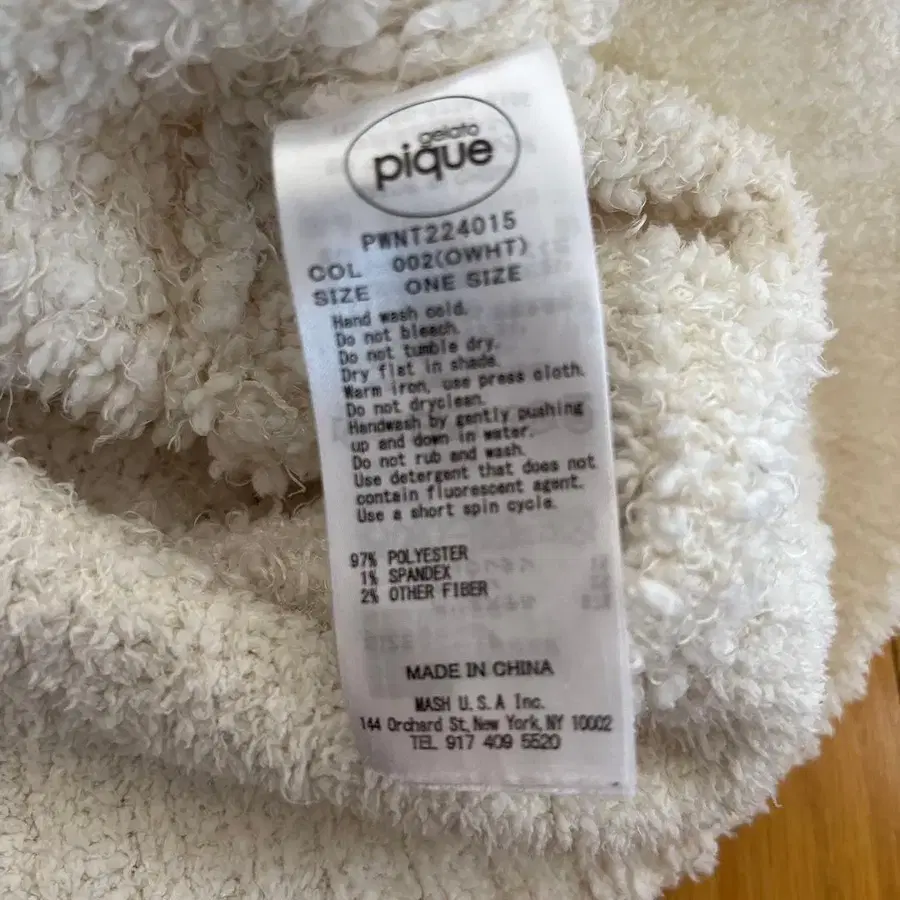 gelato
pique
PWNT224015
COL 002(OWHT)
SIZE ONE SIZE
Hand wash cold.
Do not bleach.
Do not tumble dry.
Dry flat in shade.
Warm iron, use press cloth.
Do not dryclean.
Handwash by gently pushing
up and down in water.
Do not rub and wash.
Use detergent that does not
contain fluorescent agent.
Use a short spin cycle.
97% POLYESTER
1% SPANDEX
2% OTHER FIBER
MADE IN CHINA
MASH U.S.A Inc.
144 Orchard St, New York, NY 10002
TEL 917 409 5520